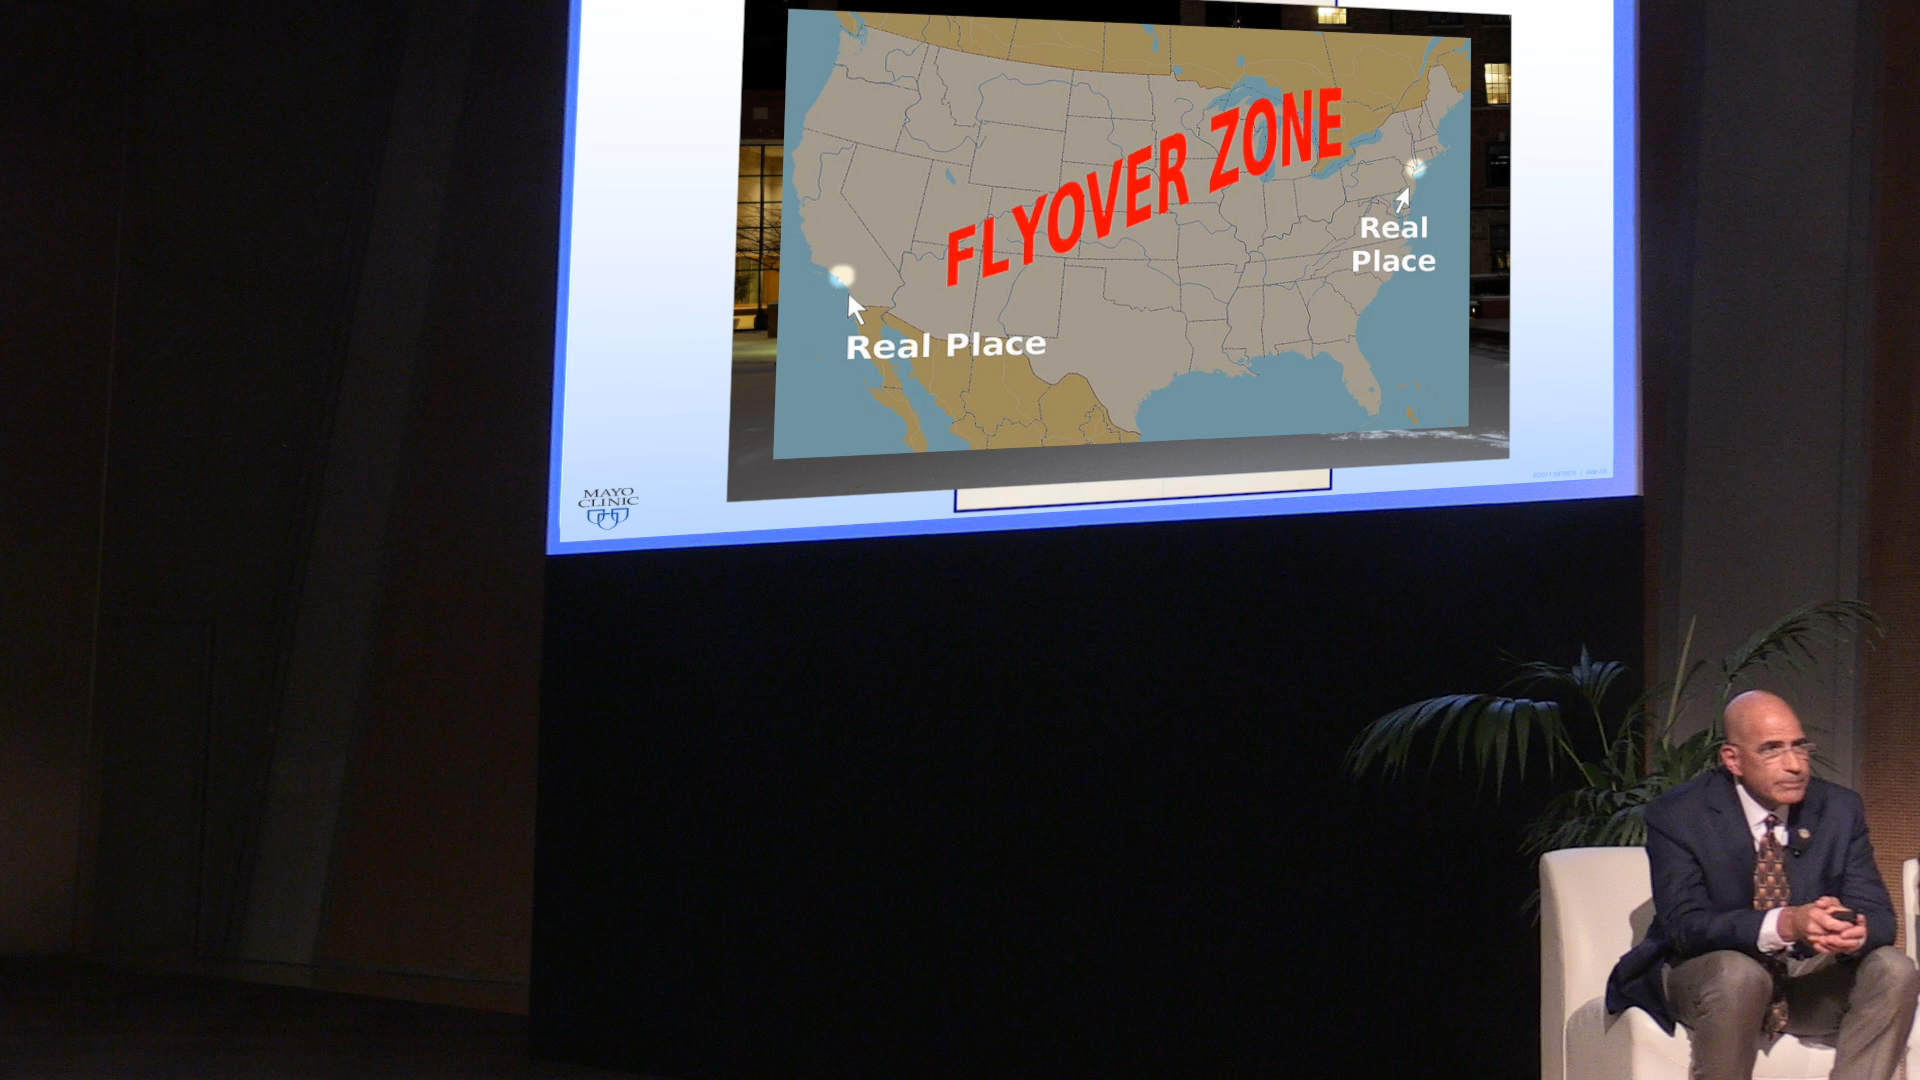 FLYOVER ZONE
Real
Place
Real Place
MAYO
CLINIC